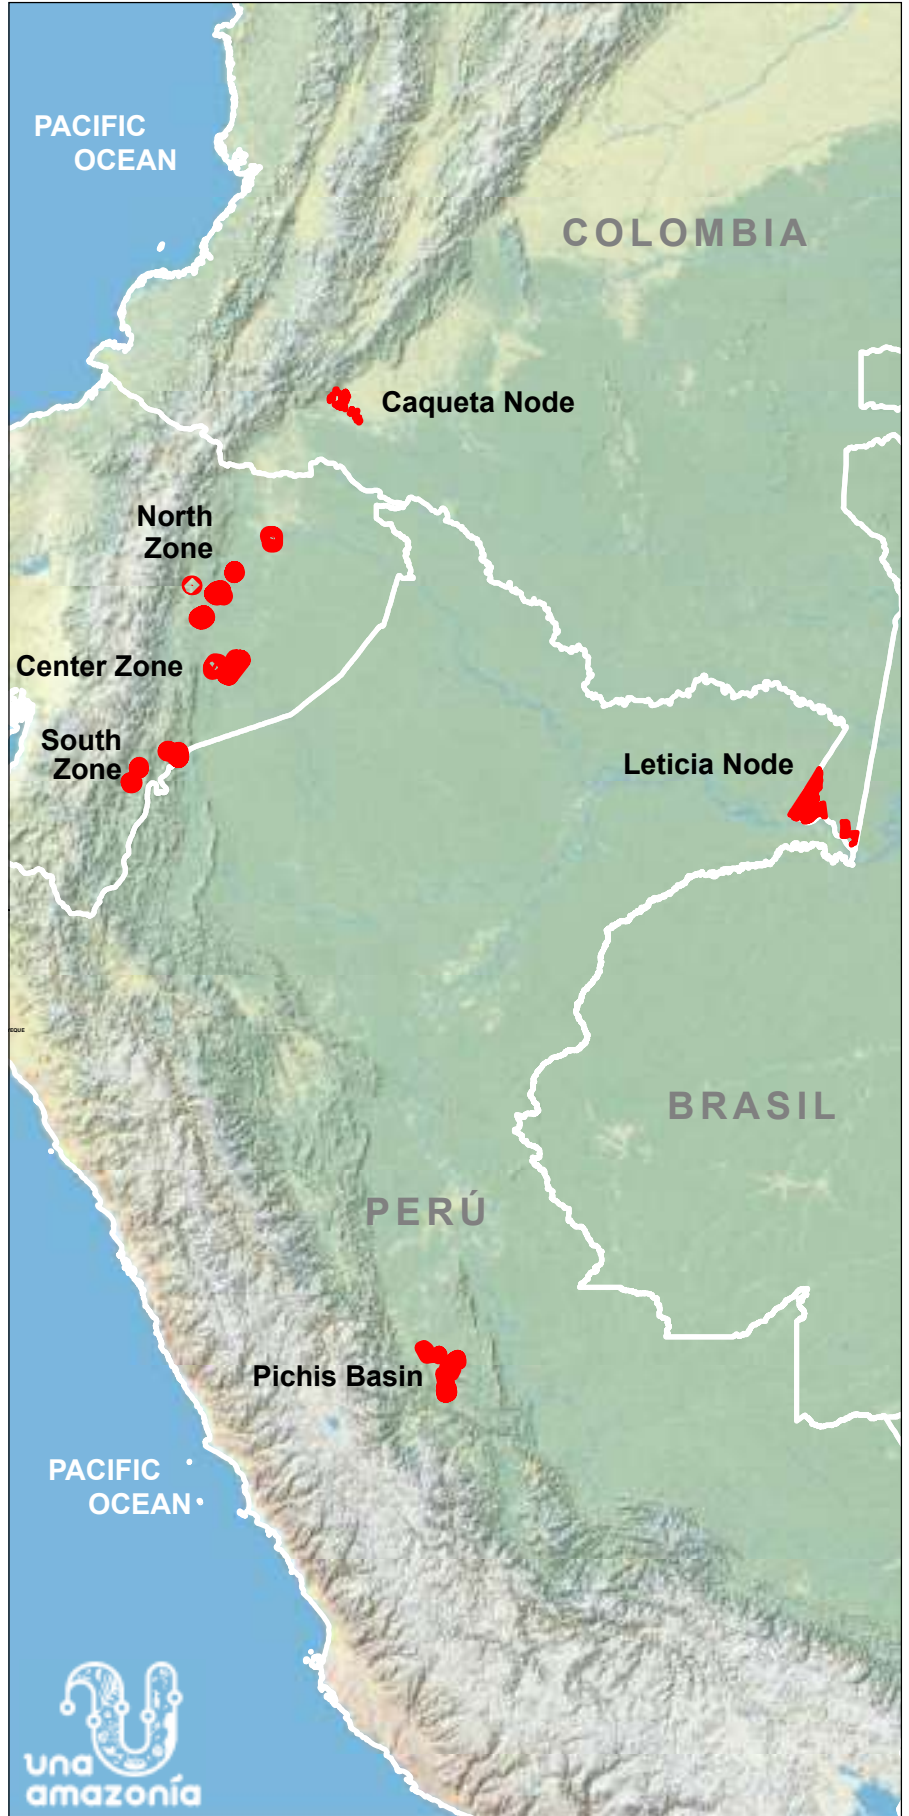 PACIFIC
OCEAN
COLOMBIA
Caqueta Node
North
Zone
Center Zone
South
Zone
Leticia Node
BRASIL
PERÚ
Pichis Basin
PACIFIC
OCEAN
una
amazonía